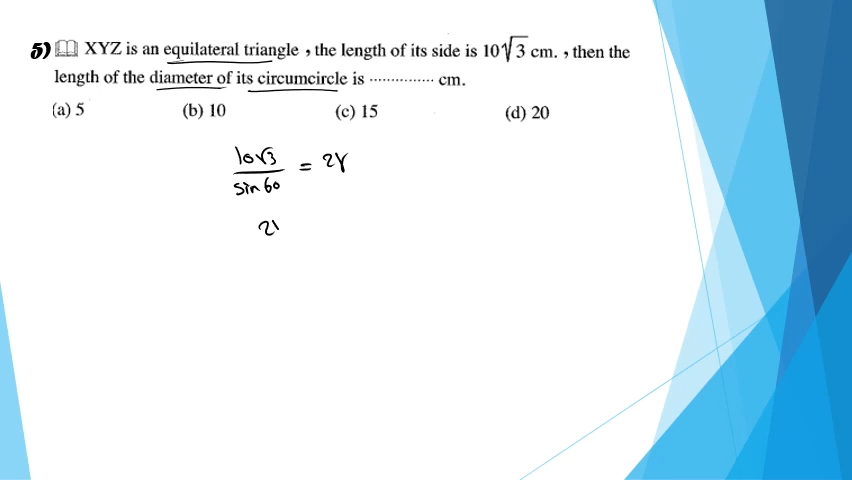 5) XYZ is an equilateral triangle , the length of its side is 10√3 cm. , then the
length of the diameter of its circumcircle is ·············· cm.
(a) 5 (b) 10 (c) 15 (d) 20
10√3 / sin 60 = 2r
2r